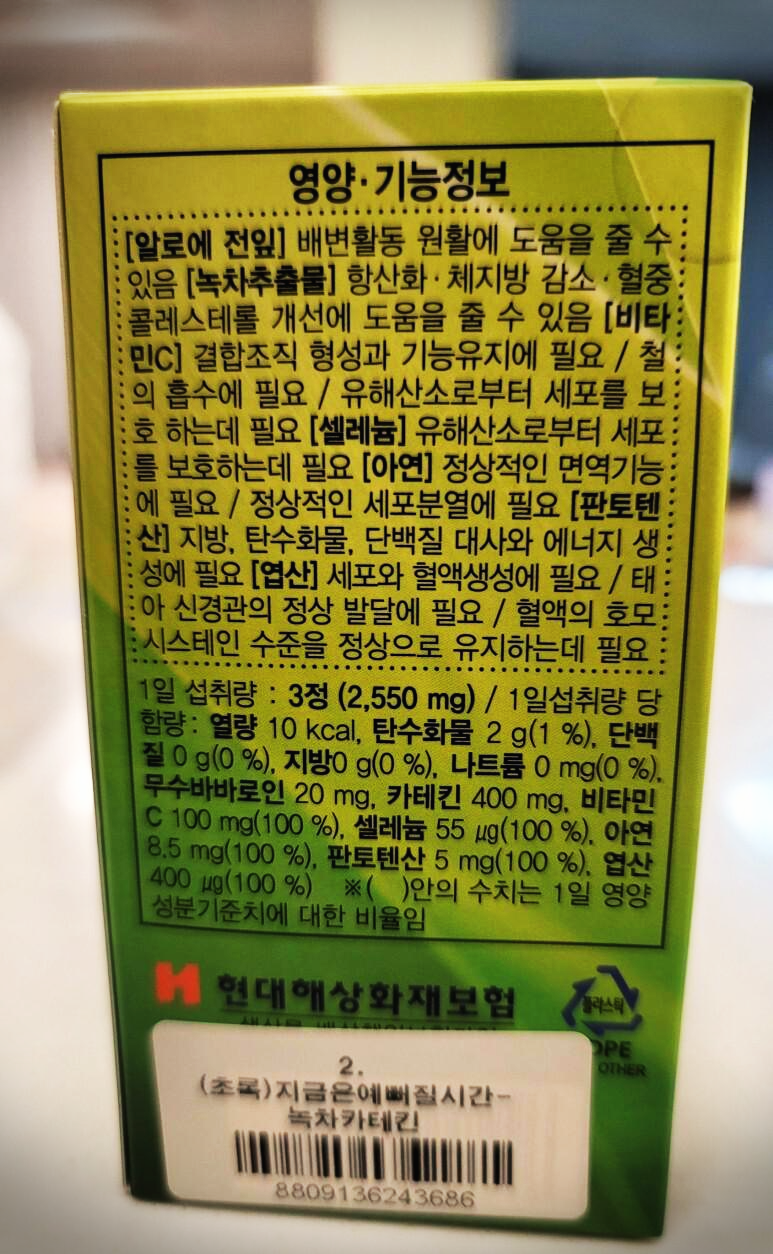 영양·기능정보
[알로에 전잎] 배변활동 원활에 도움을 줄 수
있음 [녹차추출물] 항산화·체지방 감소·혈중
콜레스테롤 개선에 도움을 줄 수 있음 [비타
민C] 결합조직 형성과 기능유지에 필요 / 철
의 흡수에 필요 / 유해산소로부터 세포를 보
호 하는데 필요 [셀레늄] 유해산소로부터 세포
를 보호하는데 필요 [아연] 정상적인 면역기능
에 필요 / 정상적인 세포분열에 필요 [판토텐
산] 지방, 탄수화물, 단백질 대사와 에너지 생
성에 필요 [엽산] 세포와 혈액생성에 필요 / 태
아 신경관의 정상 발달에 필요 / 혈액의 호모
시스테인 수준을 정상으로 유지하는데 필요
1일 섭취량 : 3정 (2,550 mg) / 1일섭취량 당
함량 : 열량 10 kcal, 탄수화물 2 g(1 %), 단백
질 0 g(0 %), 지방0 g(0 %), 나트륨 0 mg(0 %),
무수바바로인 20 mg, 카테킨 400 mg, 비타민
C 100 mg(100 %), 셀레늄 55 μg(100 %), 아연
8.5 mg(100 %), 판토텐산 5 mg(100 %), 엽산
400 μg(100 %) ※( )안의 수치는 1일 영양
성분기준치에 대한 비율임
현대해상화재보험
플라스틱
OTHER
2.
(초록)지금은예뻐질시간-
녹차카테킨
8809136243686